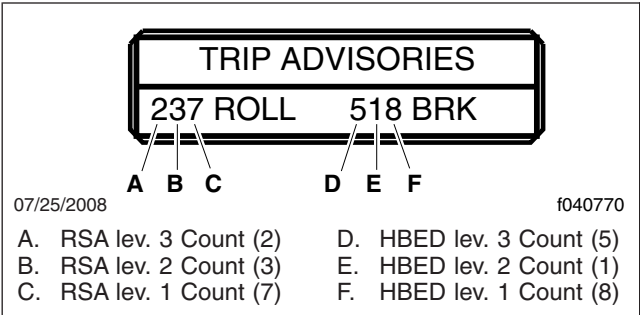 TRIP ADVISORIES
237 ROLL 518 BRK
A B C D E F
07/25/2008 f040770
A. RSA lev. 3 Count (2) D. HBED lev. 3 Count (5)
B. RSA lev. 2 Count (3) E. HBED lev. 2 Count (1)
C. RSA lev. 1 Count (7) F. HBED lev. 1 Count (8)